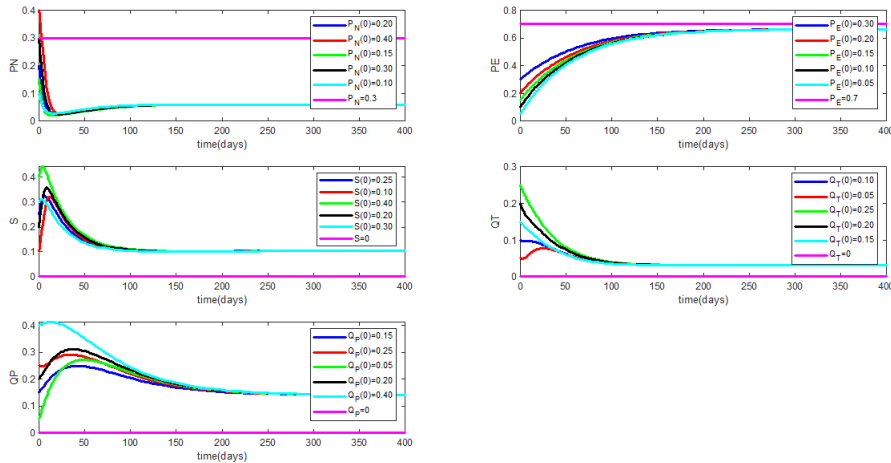 0.4
0.3
0.2
0.1
0
PN
P_N(0)=0.20
P_N(0)=0.40
P_N(0)=0.15
P_N(0)=0.30
P_N(0)=0.10
P_N=0.3
0 50 100 150 200 250 300 350 400
time(days)
0.6
0.4
0.2
0
PE
P_E(0)=0.30
P_E(0)=0.20
P_E(0)=0.15
P_E(0)=0.10
P_E(0)=0.05
P_E=0.7
0 50 100 150 200 250 300 350 400
time(days)
0.4
0.3
0.2
0.1
0
S
S(0)=0.25
S(0)=0.10
S(0)=0.40
S(0)=0.20
S(0)=0.30
S=0
0 50 100 150 200 250 300 350 400
time(days)
0.3
0.2
0.1
0
QT
Q_T(0)=0.10
Q_T(0)=0.05
Q_T(0)=0.25
Q_T(0)=0.20
Q_T(0)=0.15
Q_T=0
0 50 100 150 200 250 300 350 400
time(days)
0.4
0.3
0.2
0.1
0
QP
Q_P(0)=0.15
Q_P(0)=0.25
Q_P(0)=0.05
Q_P(0)=0.20
Q_P(0)=0.40
Q_P=0
0 50 100 150 200 250 300 350 400
time(days)